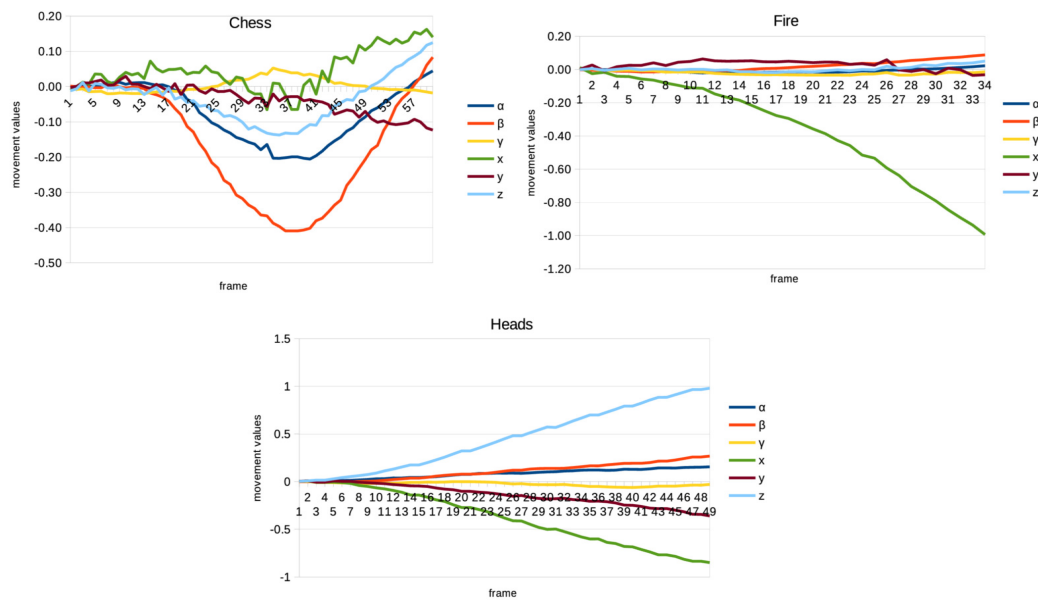 Chess
0.20
0.10
0.00
-0.10
-0.20
-0.30
-0.40
-0.50
movement values
1 5 9 13 17 21 25 29 45 49 53 57
frame
α
β
γ
x
y
z
Fire
0.20
0.00
-0.20
-0.40
-0.60
-0.80
-1.00
-1.20
movement values
2 4 6 8 10 12 14 16 18 20 22 24 26 28 30 32 34
1 3 5 7 9 11 13 15 17 19 21 23 25 27 29 31 33
frame
α
β
γ
x
y
z
Heads
1.5
1
0.5
0
-0.5
-1
movement values
2 4 6 8 10 12 14 16 18 20 22 24 26 28 30 32 34 36 38 40 42 44 46 48
1 3 5 7 9 11 13 15 17 19 21 23 25 27 29 31 33 35 37 39 41 43 45 47 49
frame
α
β
γ
x
y
z